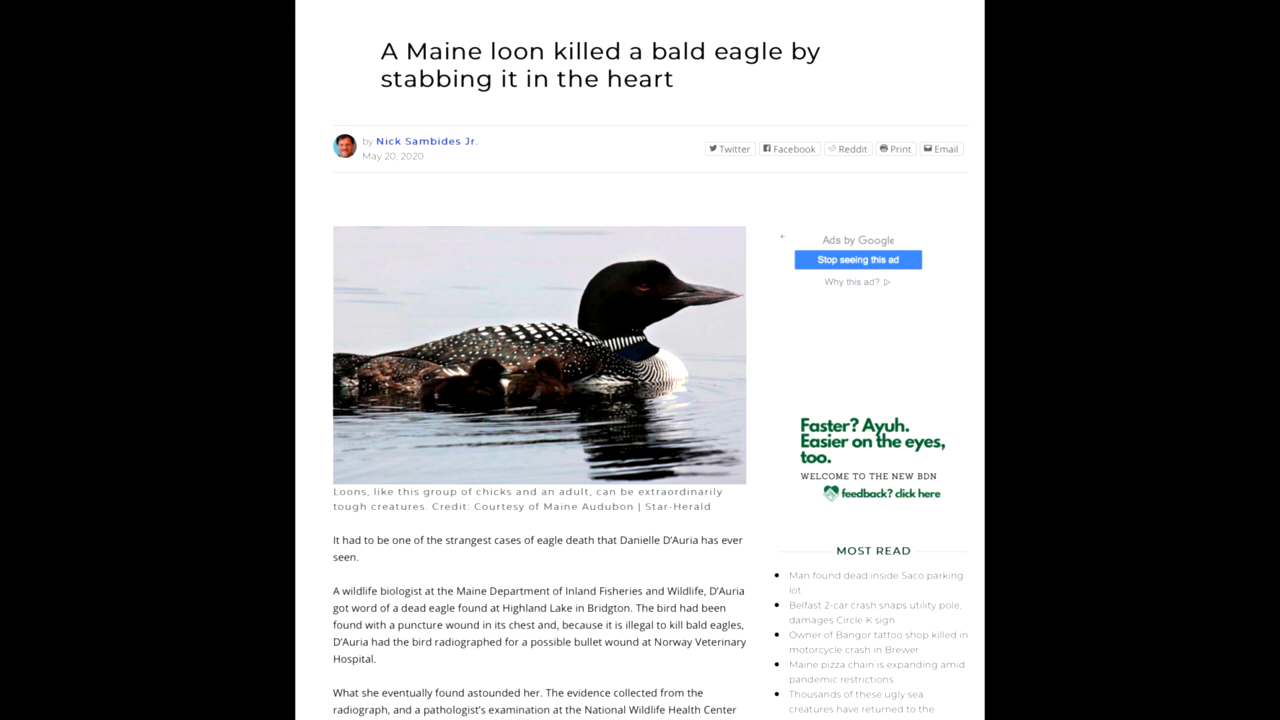 A Maine loon killed a bald eagle by
stabbing it in the heart
by Nick Sambides Jr.
May 20, 2020
Twitter
Facebook
Reddit
Print
Email
Loons, like this group of chicks and an adult, can be extraordinarily
tough creatures. Credit: Courtesy of Maine Audubon | Star-Herald
It had to be one of the strangest cases of eagle death that Danielle D’Auria has ever
seen.
A wildlife biologist at the Maine Department of Inland Fisheries and Wildlife, D’Auria
got word of a dead eagle found at Highland Lake in Bridgton. The bird had been
found with a puncture wound in its chest and, because it is illegal to kill bald eagles,
D’Auria had the bird radiographed for a possible bullet wound at Norway Veterinary
Hospital.
What she eventually found astounded her. The evidence collected from the
radiograph, and a pathologist’s examination at the National Wildlife Health Center
Ads by Google
Stop seeing this ad
Why this ad?
Faster? Ayuh.
Easier on the eyes,
too.
WELCOME TO THE NEW BDN
feedback? click here
MOST READ
Man found dead inside Saco parking
lot
Belfast 2-car crash snaps utility pole,
damages Circle K sign
Owner of Bangor tattoo shop killed in
motorcycle crash in Brewer
Maine pizza chain is expanding amid
pandemic restrictions
Thousands of these ugly sea
creatures have returned to the